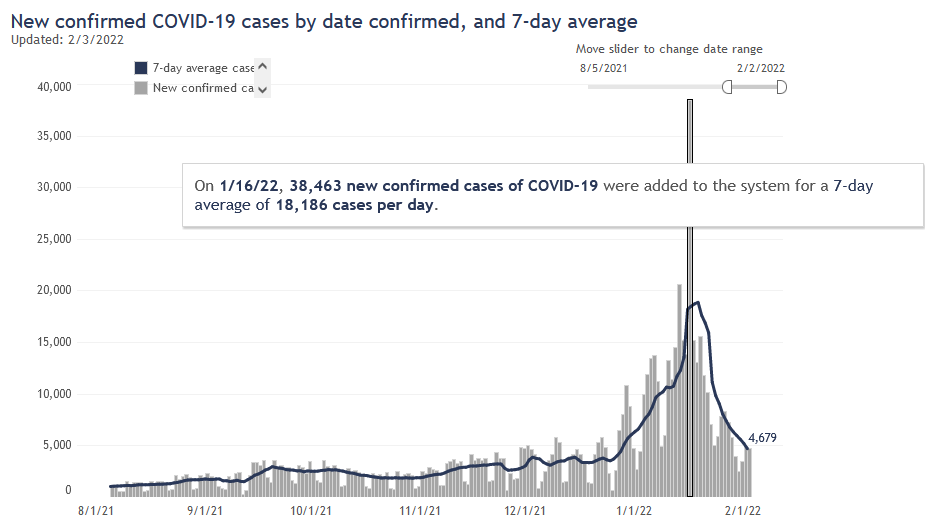 New confirmed COVID-19 cases by date confirmed, and 7-day average
Updated: 2/3/2022
Move slider to change date range
8/5/2021 2/2/2022
7-day average case
New confirmed ca
40,000
35,000
30,000
On 1/16/22, 38,463 new confirmed cases of COVID-19 were added to the system for a 7-day
average of 18,186 cases per day.
25,000
20,000
15,000
10,000
5,000
4,679
0
8/1/21 9/1/21 10/1/21 11/1/21 12/1/21 1/1/22 2/1/22